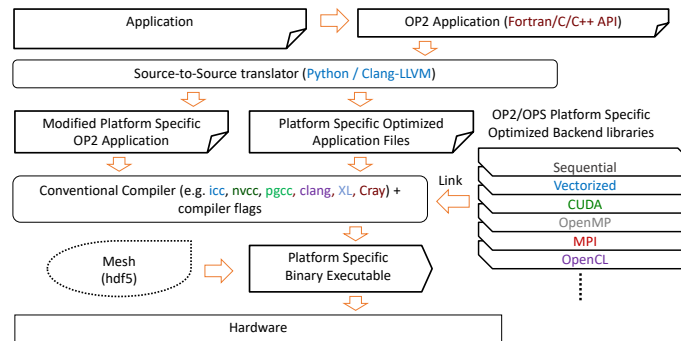 Application
OP2 Application (Fortran/C/C++ API)
Source-to-Source translator (Python / Clang-LLVM)
Modified Platform Specific
OP2 Application
Platform Specific Optimized
Application Files
OP2/OPS Platform Specific
Optimized Backend libraries
Sequential
Vectorized
CUDA
OpenMP
MPI
OpenCL
Conventional Compiler (e.g. icc, nvcc, pgcc, clang, XL, Cray) +
compiler flags
Link
Mesh
(hdf5)
Platform Specific
Binary Executable
Hardware